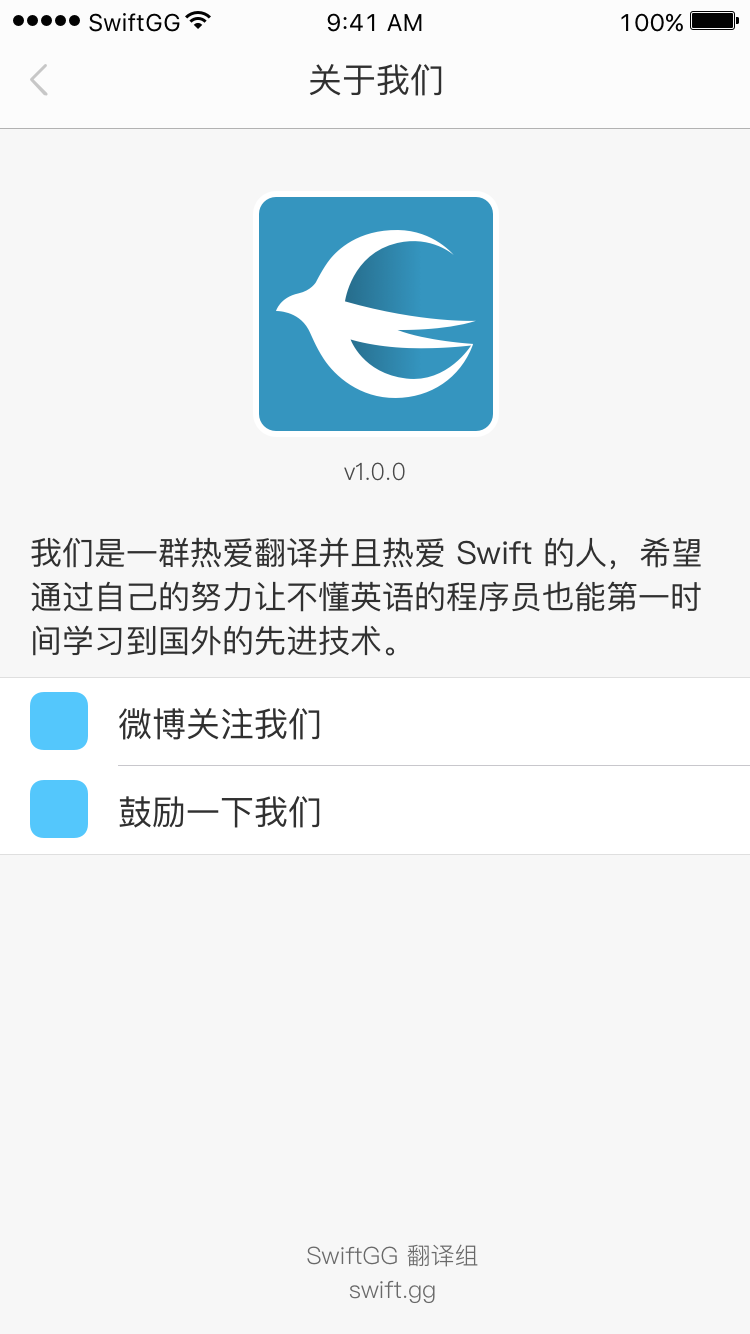 SwiftGG 9:41 AM 100%
关于我们
v1.0.0
我们是一群热爱翻译并且热爱 Swift 的人，希望
通过自己的努力让不懂英语的程序员也能第一时
间学习到国外的先进技术。
微博关注我们
鼓励一下我们
SwiftGG 翻译组
swift.gg